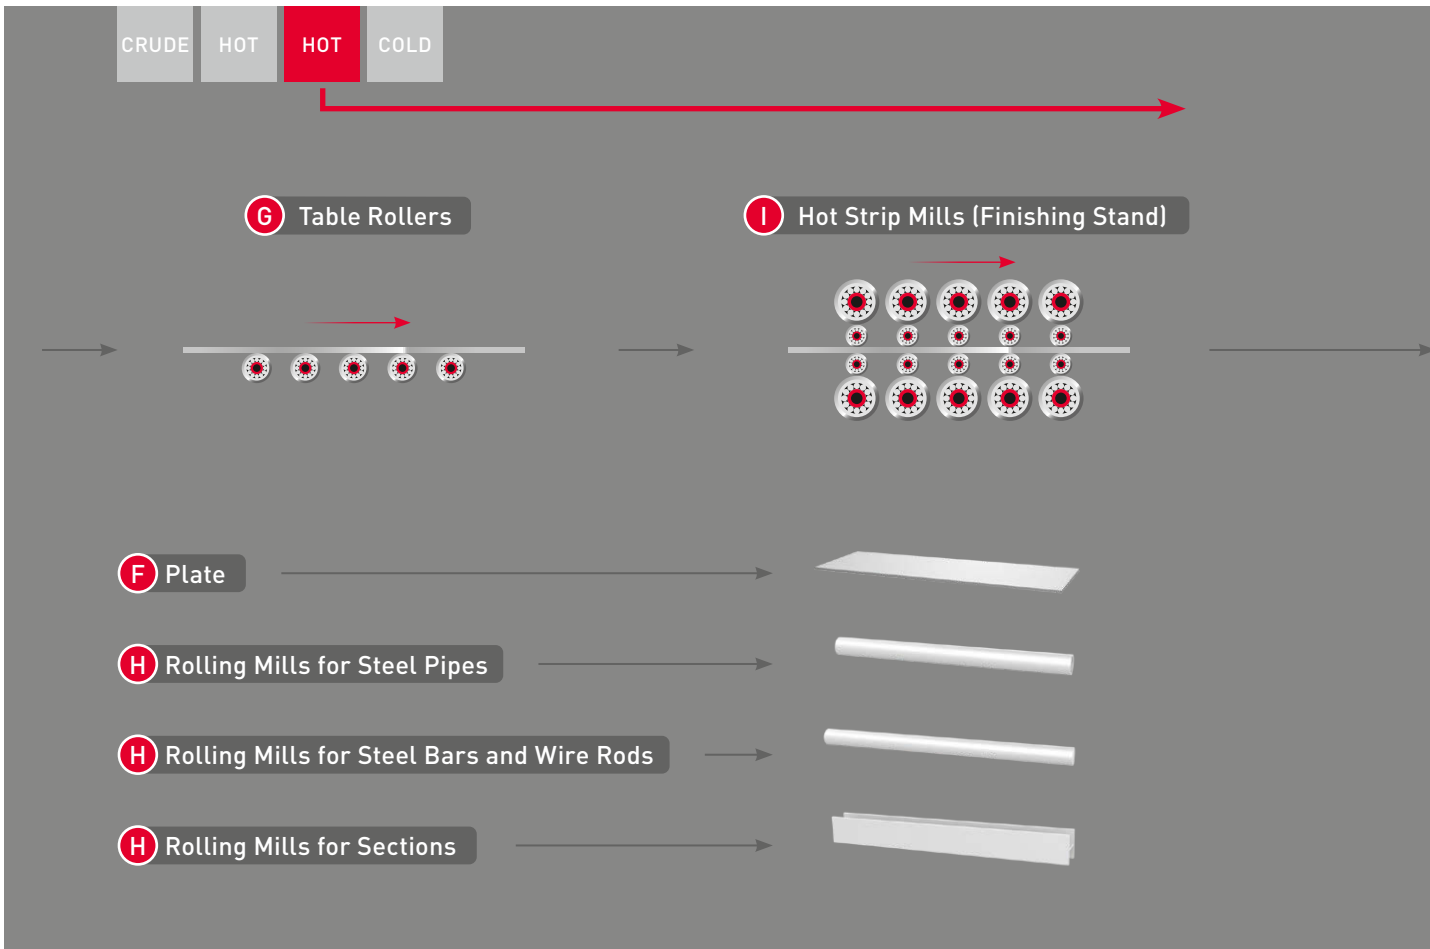 CRUDE
HOT
HOT
COLD
G Table Rollers
I Hot Strip Mills (Finishing Stand)
F Plate
H Rolling Mills for Steel Pipes
H Rolling Mills for Steel Bars and Wire Rods
H Rolling Mills for Sections